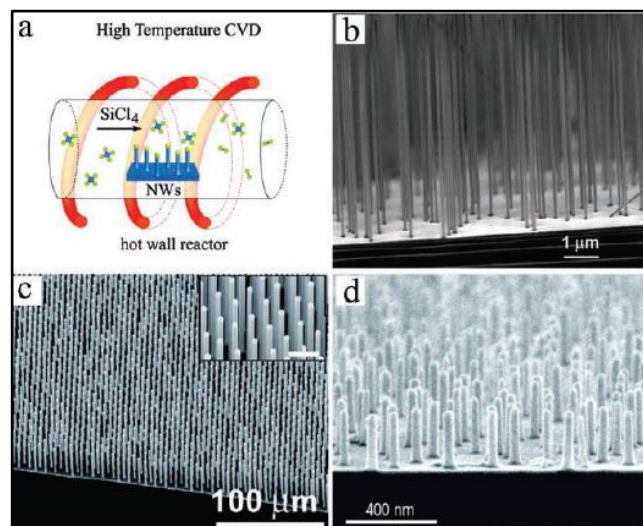 a
High Temperature CVD
SiCl4
NWs
hot wall reactor
b
1 μm
c
100 μm
d
400 nm